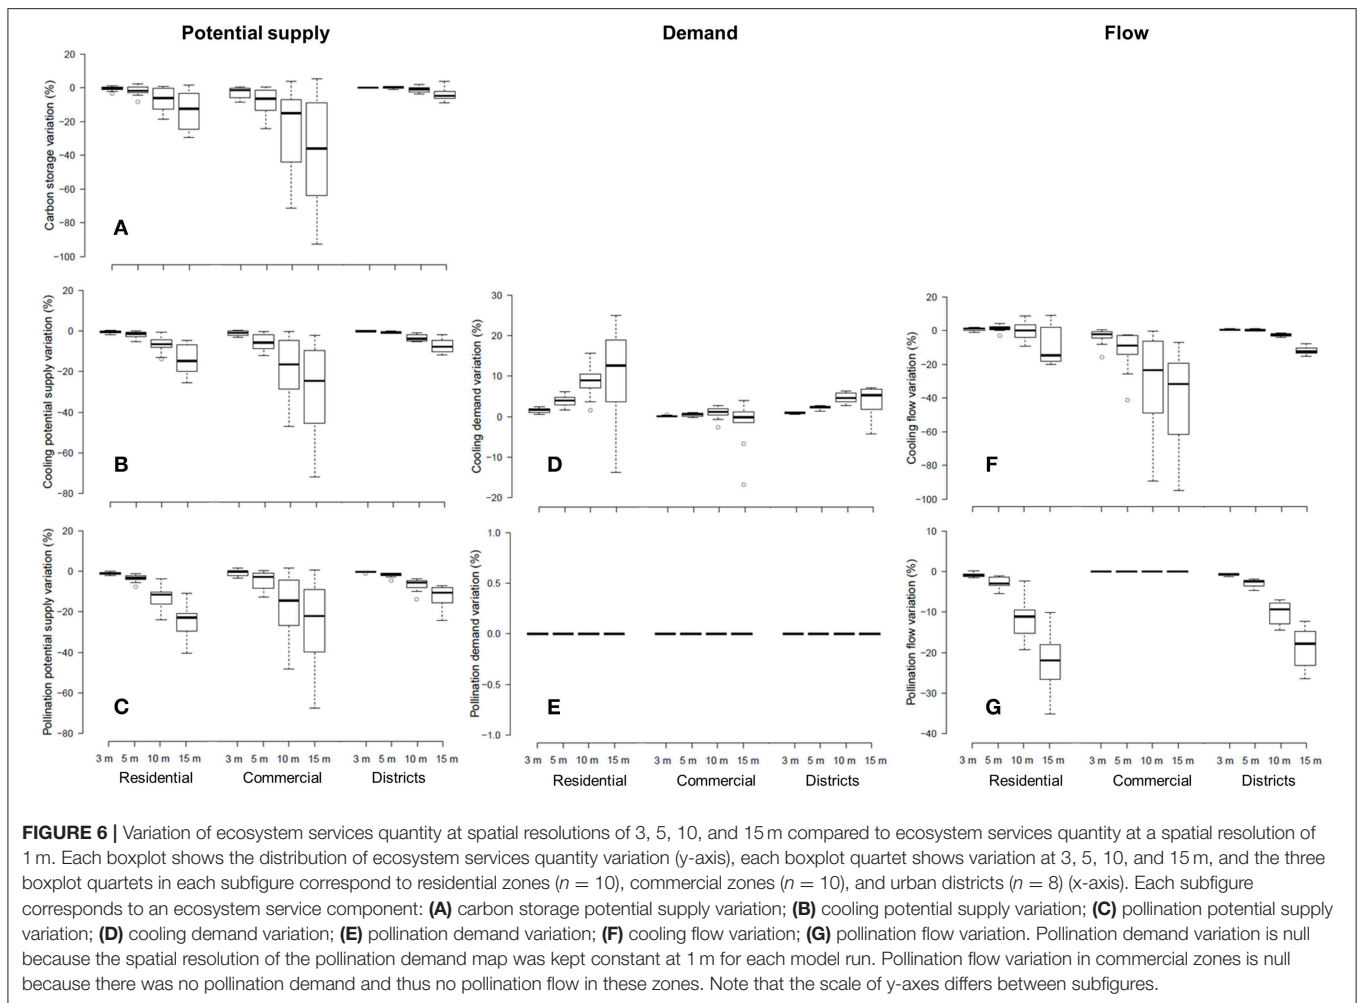 Potential supply
Demand
Flow
Carbon storage variation (%)
20
0
−20
−40
−60
−80
−100
A
Cooling potential supply variation (%)
20
0
−20
−40
−60
−80
B
Cooling demand variation (%)
30
20
10
0
−10
−20
D
Cooling flow variation (%)
20
0
−20
−40
−60
−80
−100
F
Pollination potential supply variation (%)
20
0
−20
−40
−60
−80
C
3 m 5 m 10 m 15 m 3 m 5 m 10 m 15 m 3 m 5 m 10 m 15 m
Residential Commercial Districts
Pollination demand variation (%)
1.0
0.5
0.0
−0.5
−1.0
E
3 m 5 m 10 m 15 m 3 m 5 m 10 m 15 m 3 m 5 m 10 m 15 m
Residential Commercial Districts
Pollination flow variation (%)
10
0
−10
−20
−30
−40
G
3 m 5 m 10 m 15 m 3 m 5 m 10 m 15 m 3 m 5 m 10 m 15 m
Residential Commercial Districts
FIGURE 6 | Variation of ecosystem services quantity at spatial resolutions of 3, 5, 10, and 15 m compared to ecosystem services quantity at a spatial resolution of
1 m. Each boxplot shows the distribution of ecosystem services quantity variation (y-axis), each boxplot quartet shows variation at 3, 5, 10, and 15 m, and the three
boxplot quartets in each subfigure correspond to residential zones (n = 10), commercial zones (n = 10), and urban districts (n = 8) (x-axis). Each subfigure
corresponds to an ecosystem service component: (A) carbon storage potential supply variation; (B) cooling potential supply variation; (C) pollination potential supply
variation; (D) cooling demand variation; (E) pollination demand variation; (F) cooling flow variation; (G) pollination flow variation. Pollination demand variation is null
because the spatial resolution of the pollination demand map was kept constant at 1 m for each model run. Pollination flow variation in commercial zones is null
because there was no pollination demand and thus no pollination flow in these zones. Note that the scale of y-axes differs between subfigures.